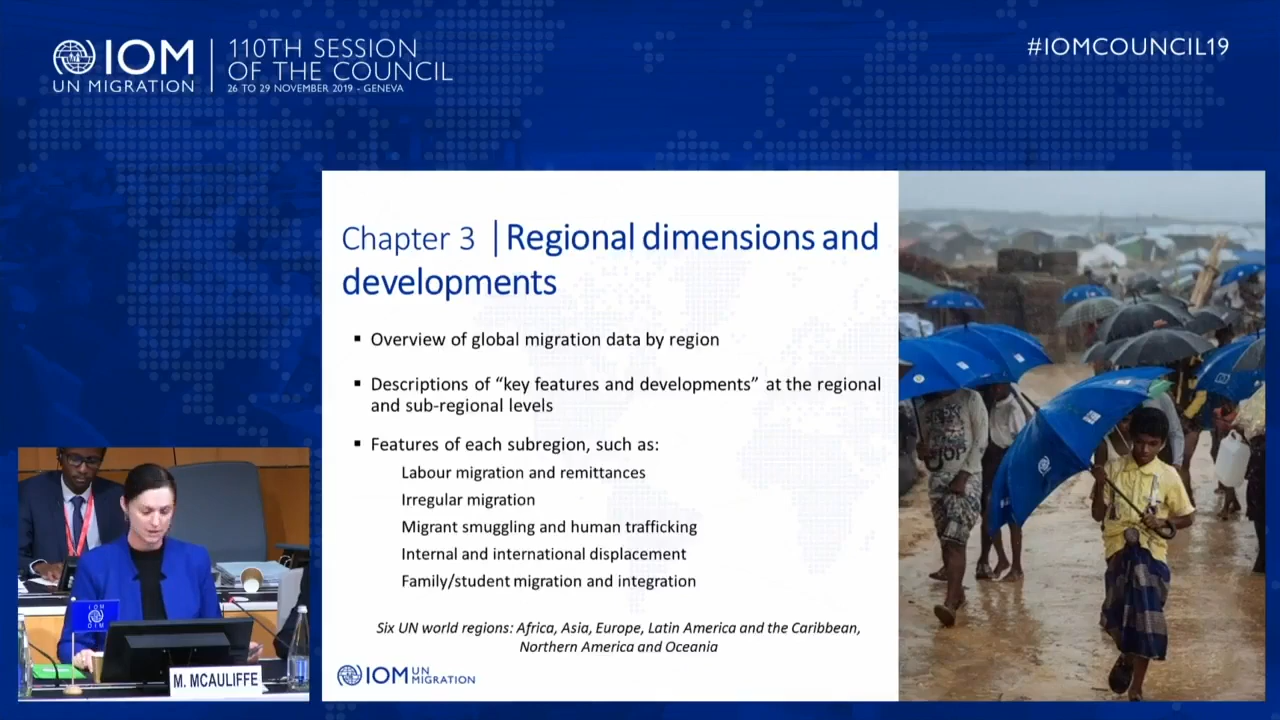 IOM
UN MIGRATION
110TH SESSION
OF THE COUNCIL
26 TO 29 NOVEMBER 2019 - GENEVA
#IOMCOUNCIL19
Chapter 3 | Regional dimensions and
developments
▪ Overview of global migration data by region
▪ Descriptions of “key features and developments” at the regional
and sub-regional levels
▪ Features of each subregion, such as:
Labour migration and remittances
Irregular migration
Migrant smuggling and human trafficking
Internal and international displacement
Family/student migration and integration
Six UN world regions: Africa, Asia, Europe, Latin America and the Caribbean,
Northern America and Oceania
IOM UN
MIGRATION
IOM
OIM
M. MCAULIFFE